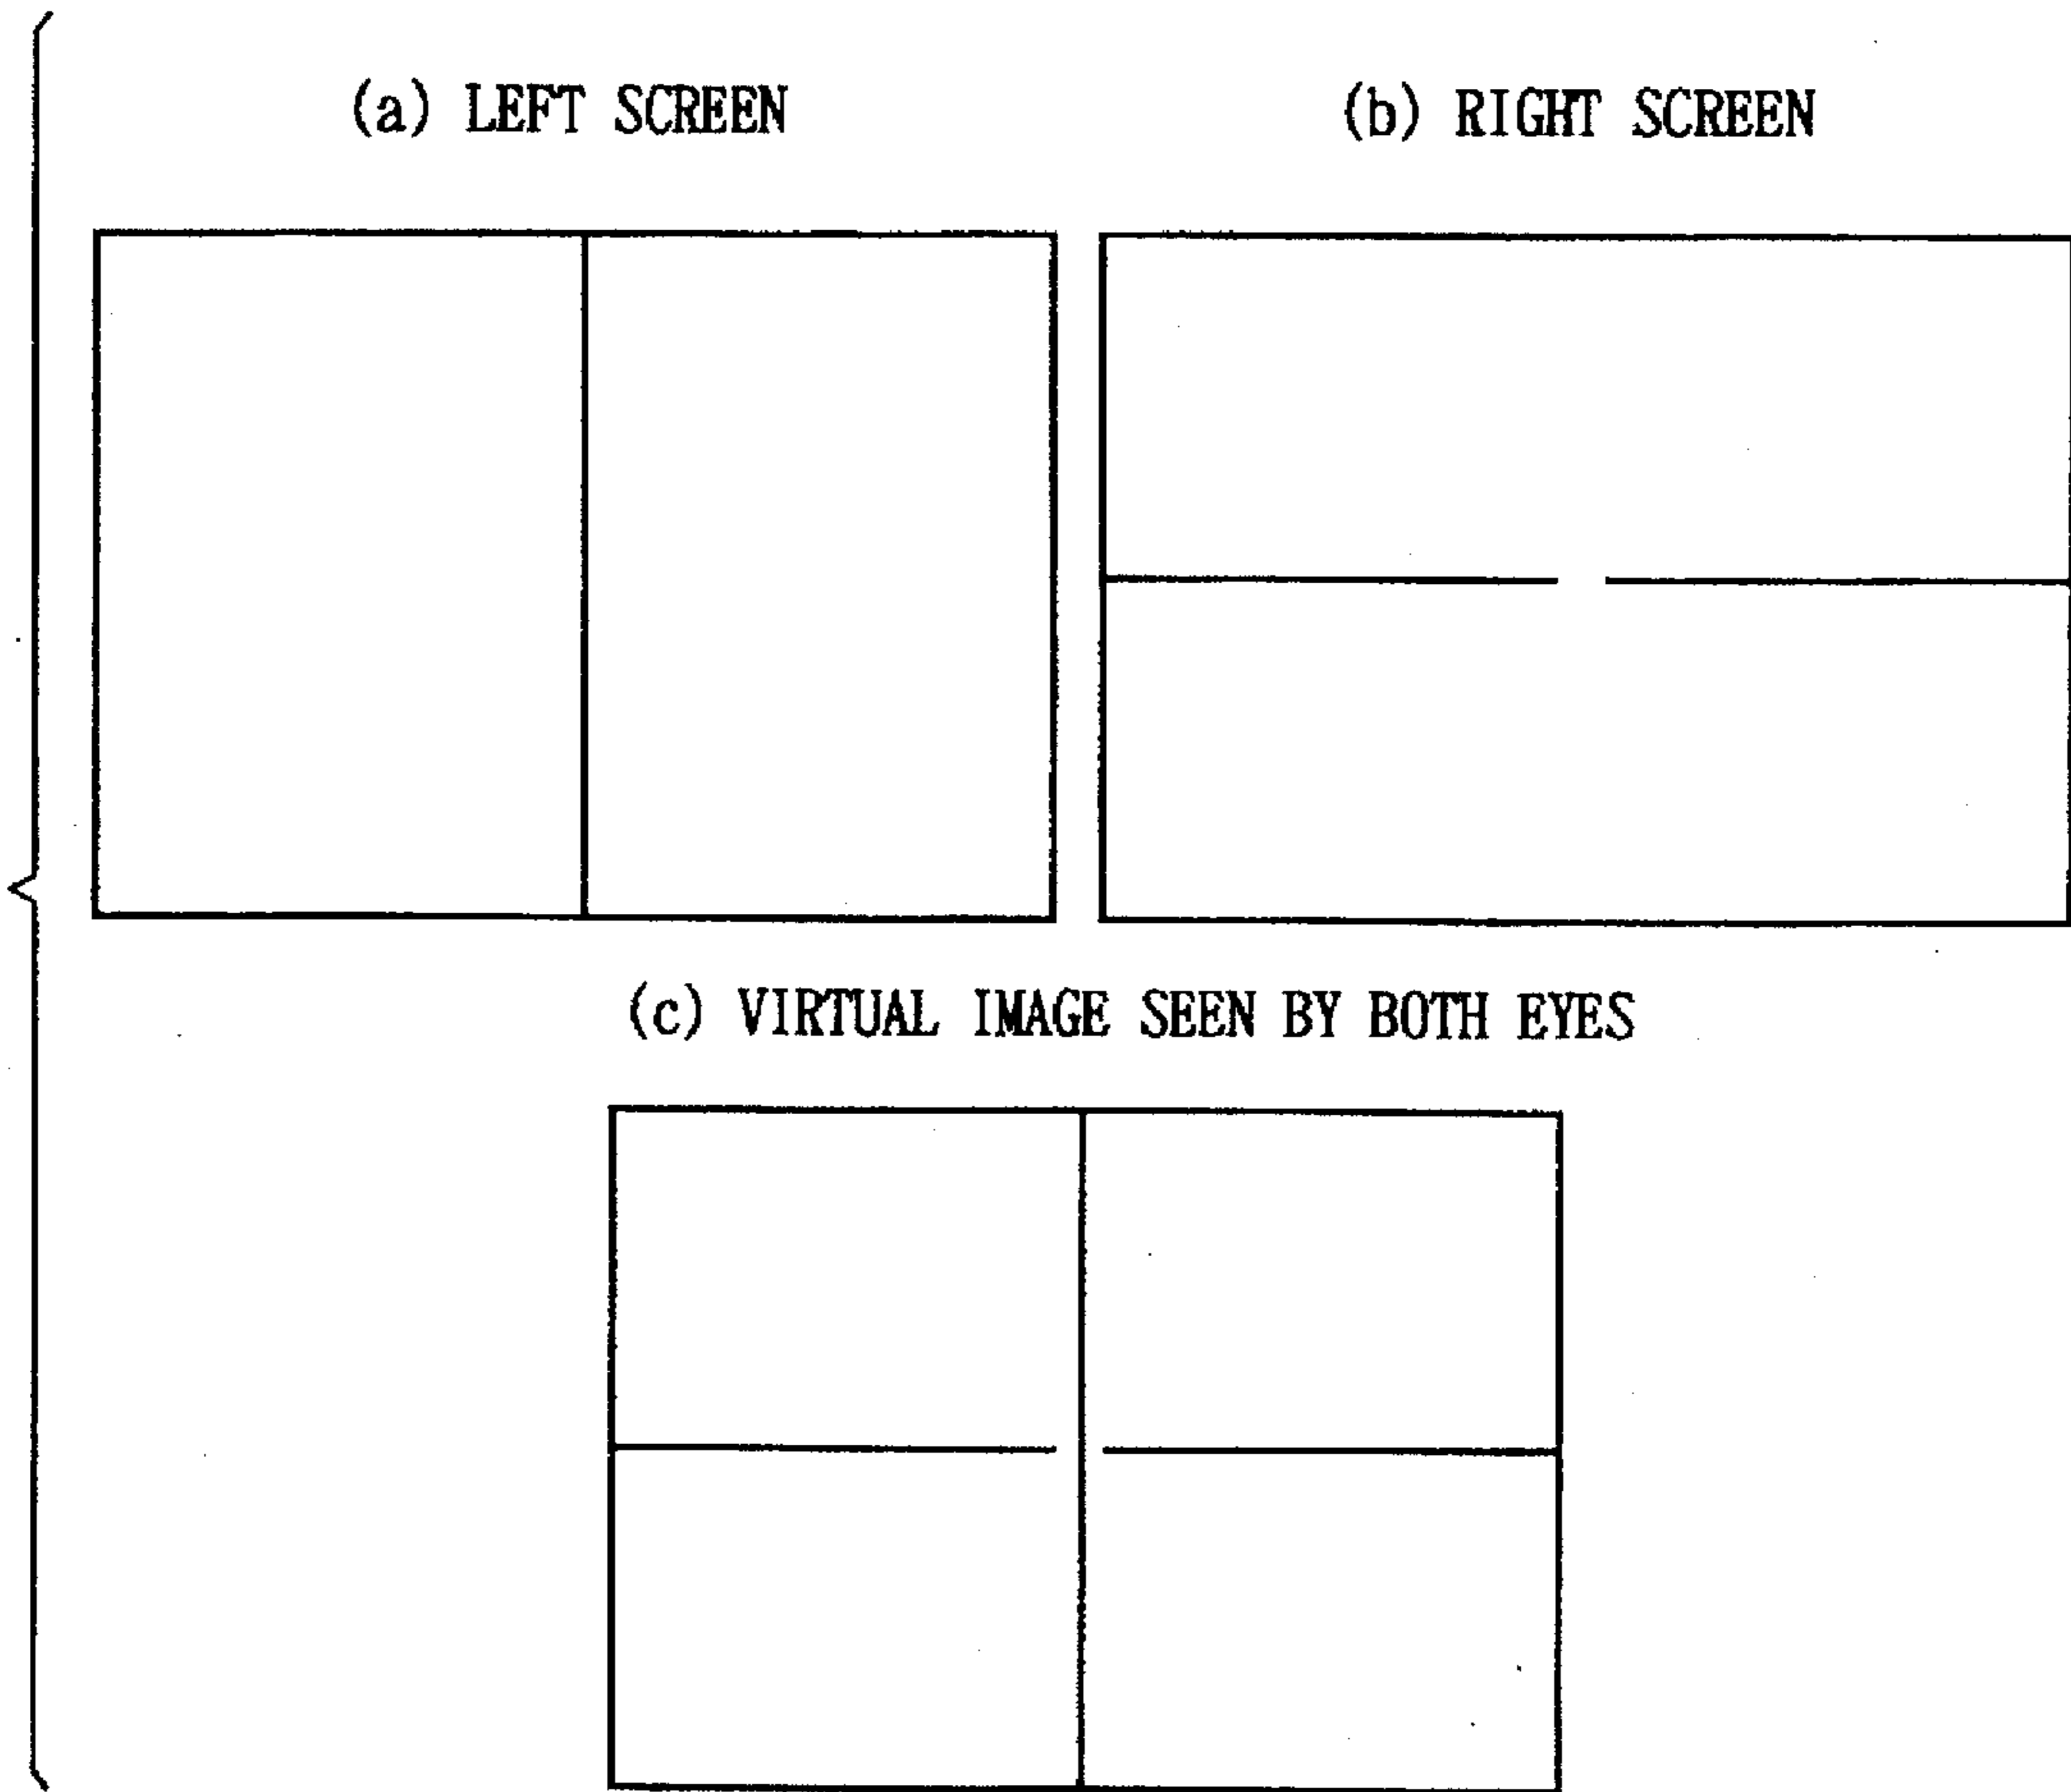 (a) LEFT SCREEN
(b) RIGHT SCREEN
(c) VIRTUAL IMAGE SEEN BY BOTH EYES